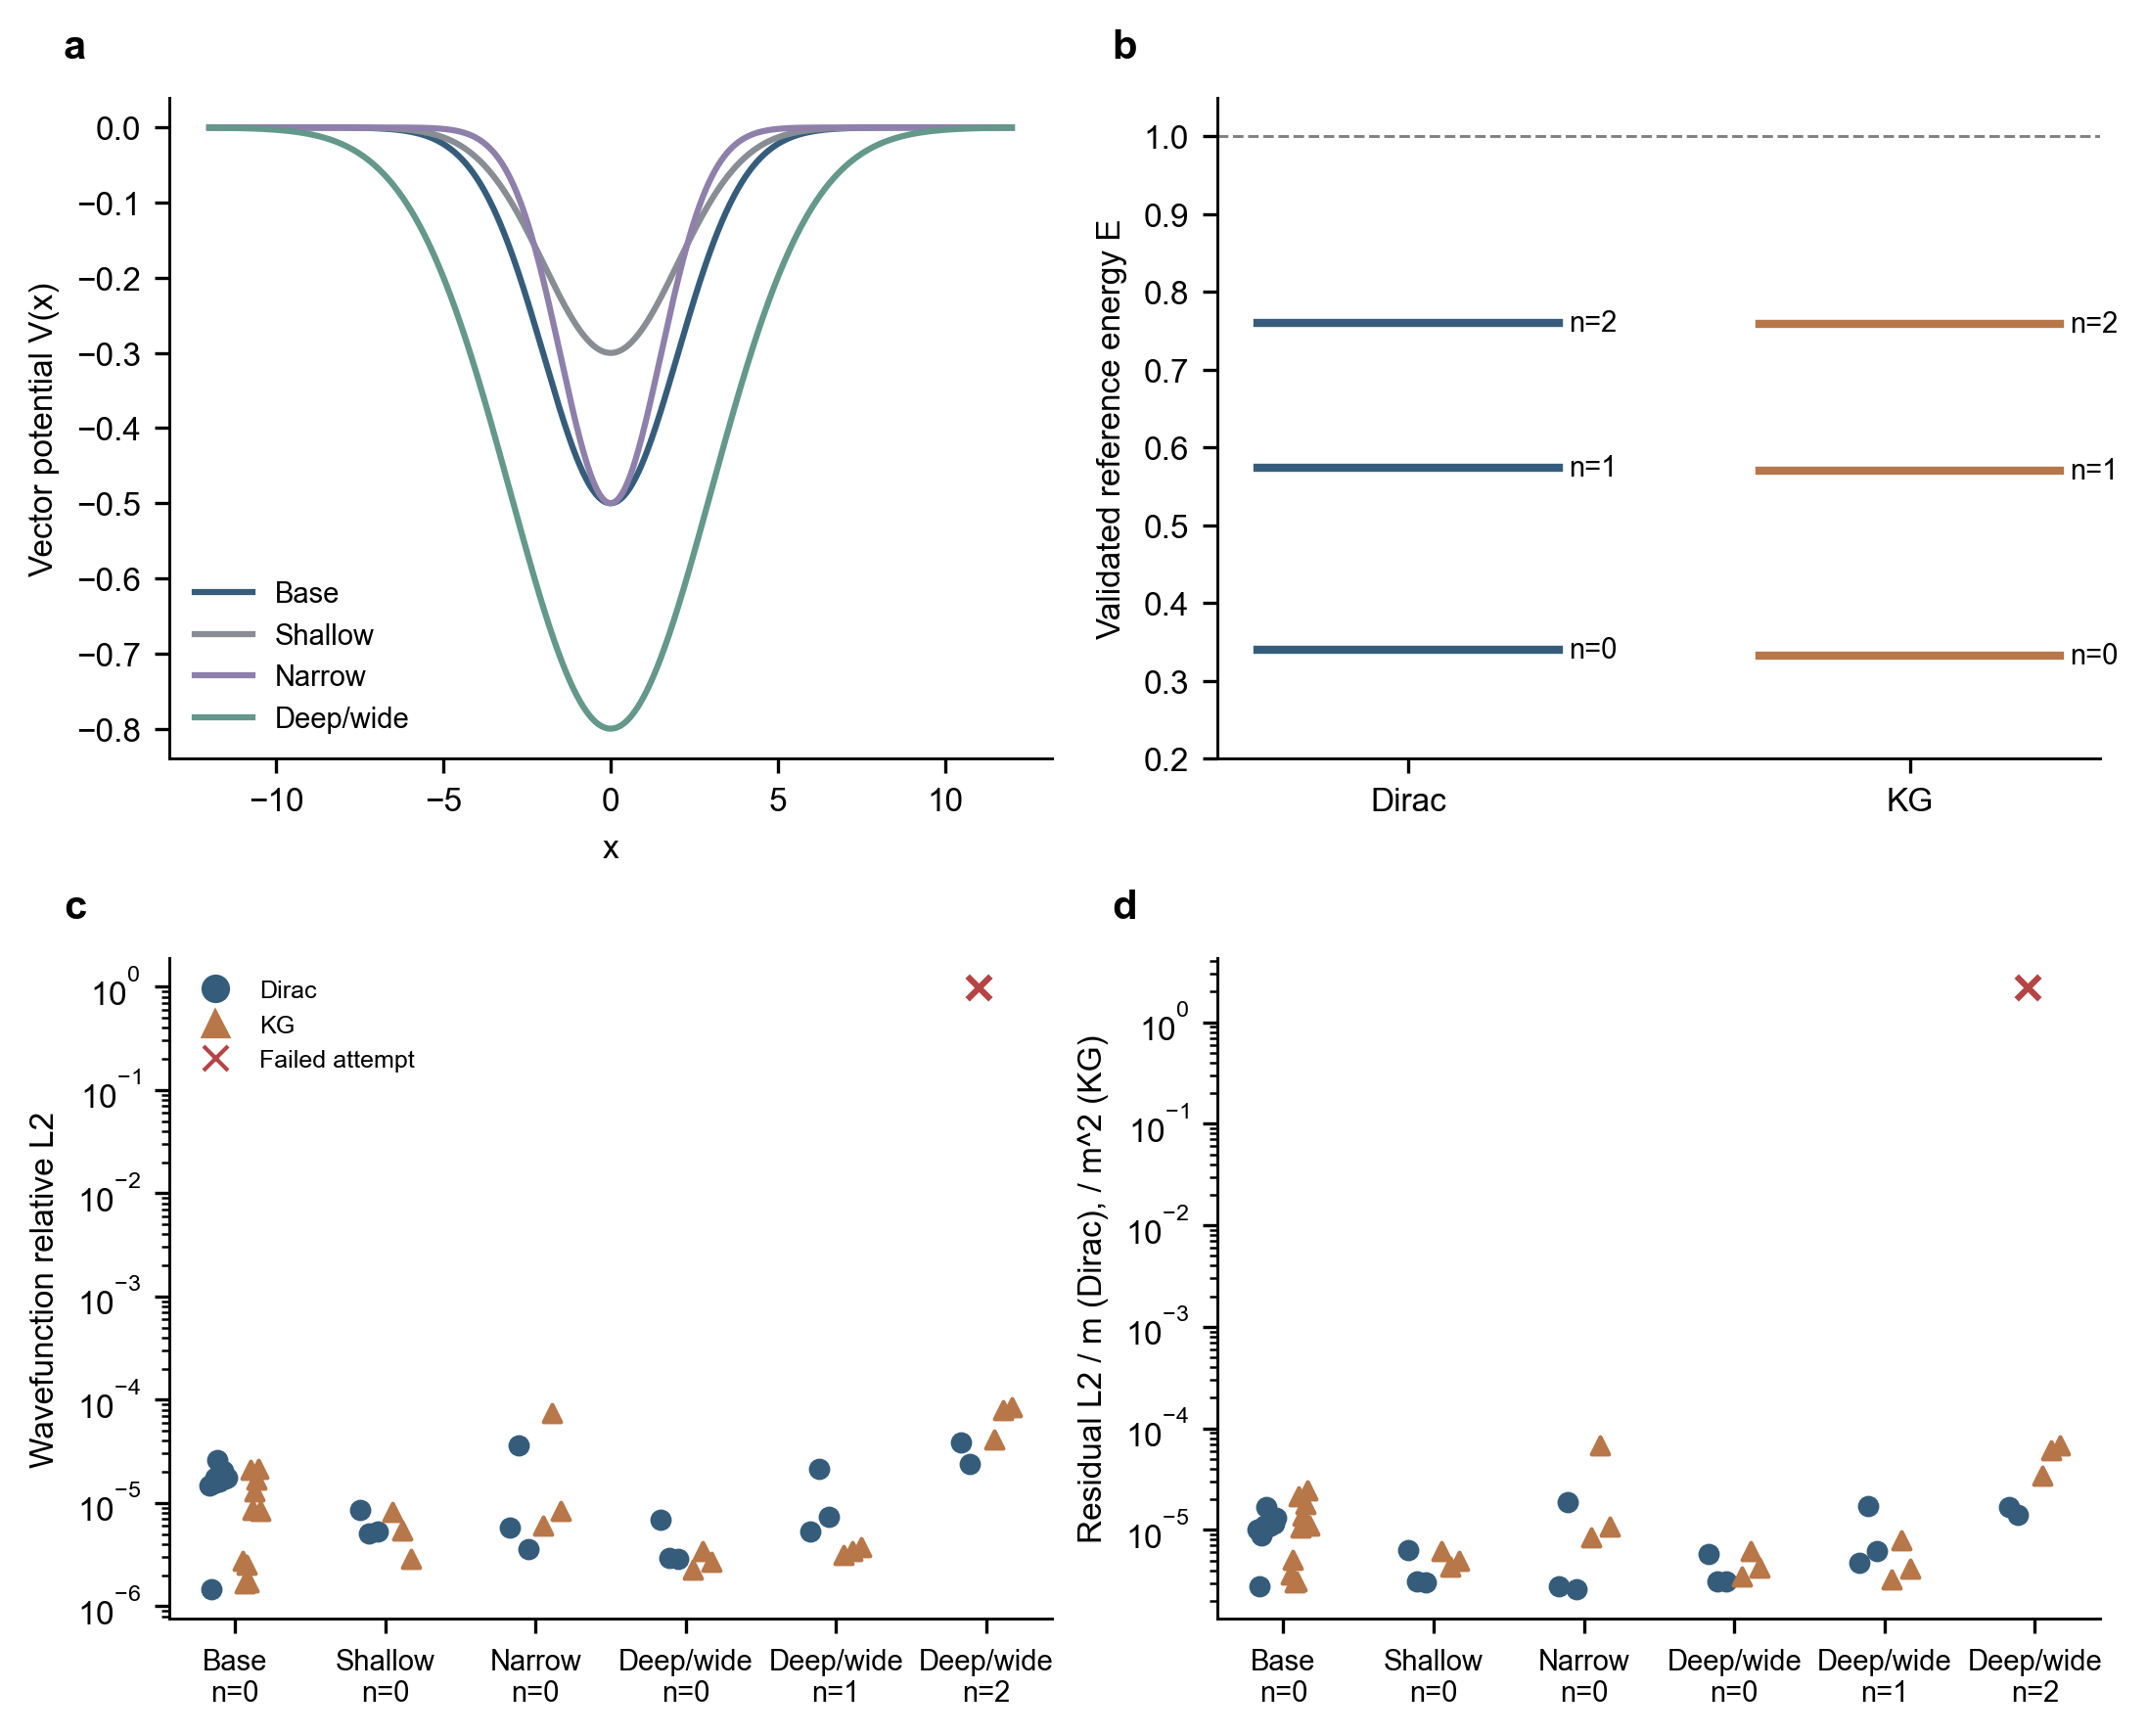 a
Vector potential V(x)
0.0
−0.1
−0.2
−0.3
−0.4
−0.5
−0.6
−0.7
−0.8
Base
Shallow
Narrow
Deep/wide
−10
−5
0
5
10
x
b
Validated reference energy E
1.0
0.9
0.8
0.7
0.6
0.5
0.4
0.3
0.2
n=2
n=1
n=0
n=2
n=1
n=0
Dirac
KG
c
Wavefunction relative L2
10^0
10^−1
10^−2
10^−3
10^−4
10^−5
10^−6
Dirac
KG
Failed attempt
Base
n=0
Shallow
n=0
Narrow
n=0
Deep/wide
n=0
Deep/wide
n=1
Deep/wide
n=2
d
Residual L2 / m (Dirac), / m^2 (KG)
10^0
10^−1
10^−2
10^−3
10^−4
10^−5
Base
n=0
Shallow
n=0
Narrow
n=0
Deep/wide
n=0
Deep/wide
n=1
Deep/wide
n=2